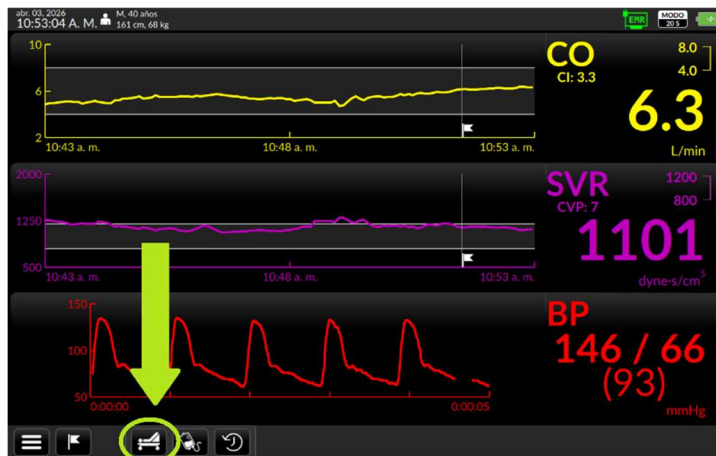 abr. 03, 2026
10:53:04 A. M.
M, 40 años
161 cm, 68 kg
EMR
MODO
20 S
10
6
2
10:43 a. m.
10:48 a. m.
10:53 a. m.
CO
CI: 3.3
8.0
4.0
6.3
L/min
2000
1250
500
10:43 a. m.
10:48 a. m.
10:53 a. m.
SVR
CVP: 7
1200
800
1101
dyne·s/cm⁵
150
100
50
0:00:00
0:00:05
BP
146 / 66
(93)
mmHg